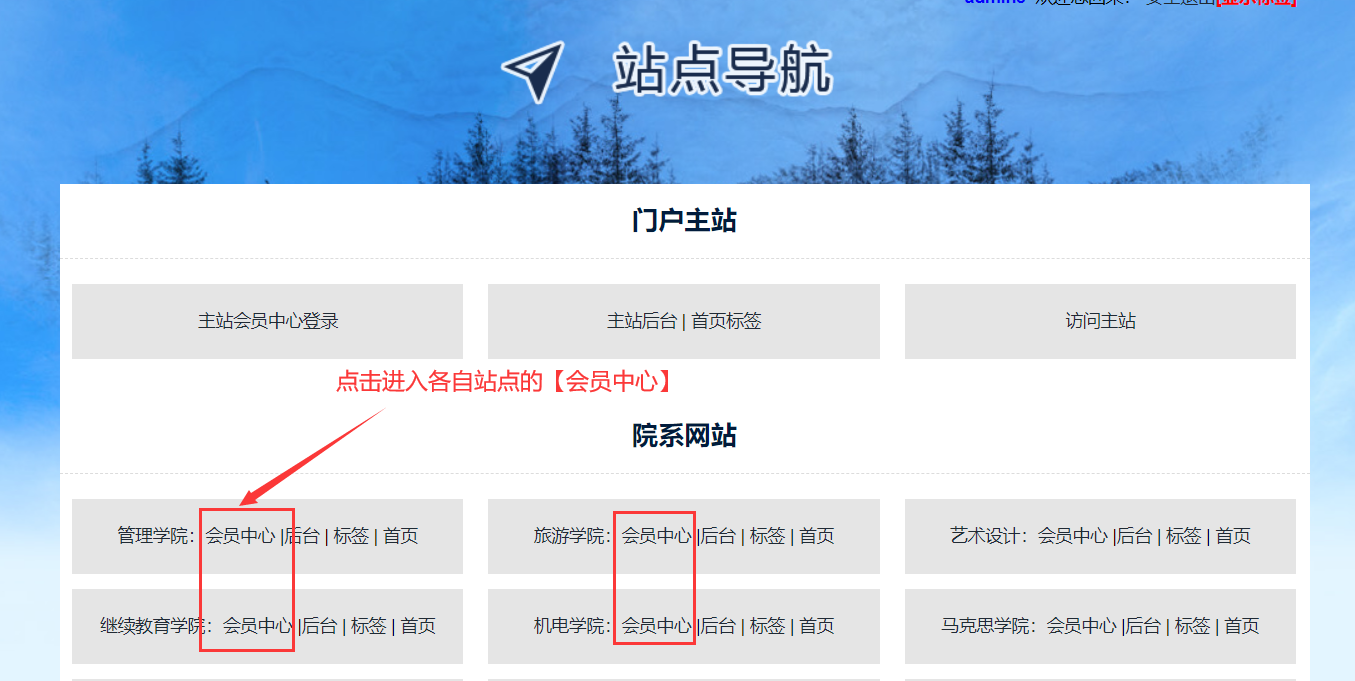 站点导航
门户主站
主站会员中心登录
主站后台 | 首页标签
访问主站
点击进入各自站点的【会员中心】
院系网站
管理学院：会员中心 |后台 | 标签 | 首页
旅游学院：会员中心 |后台 | 标签 | 首页
艺术设计：会员中心 |后台 | 标签 | 首页
继续教育学院：会员中心 |后台 | 标签 | 首页
机电学院：会员中心 |后台 | 标签 | 首页
马克思学院：会员中心 |后台 | 标签 | 首页